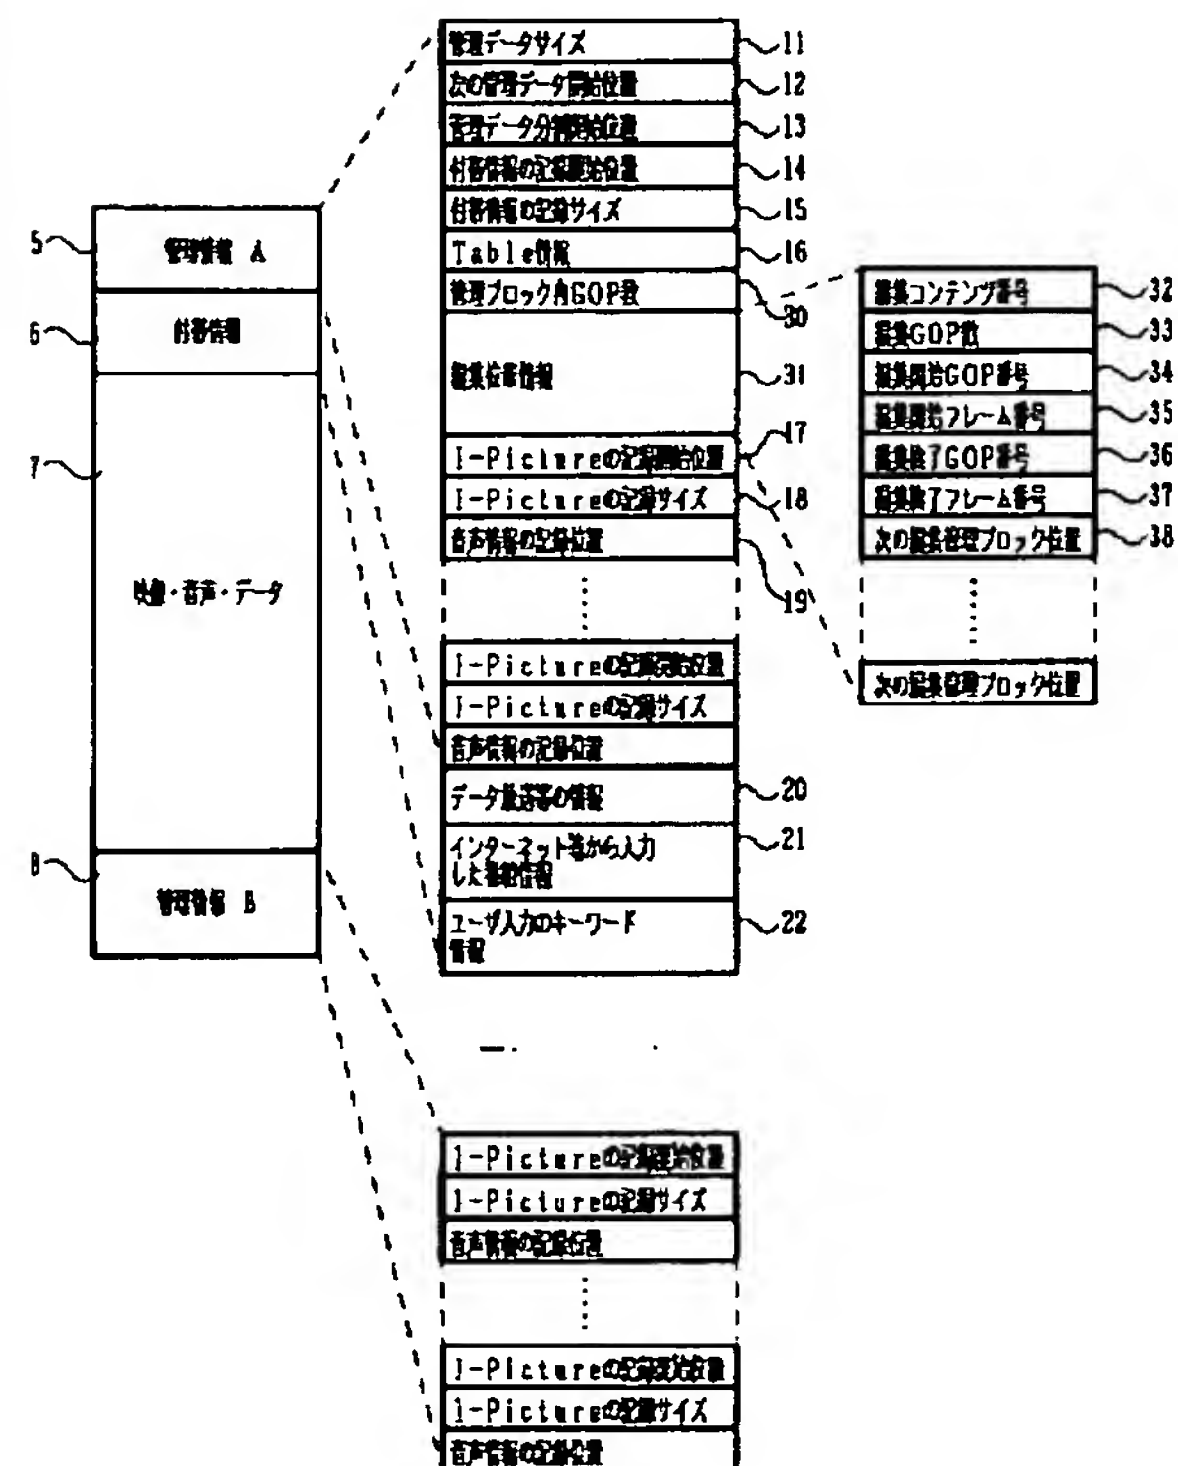 5
管理情報 A
6
付帯情報
7
映像・音声・データ
8
管理情報 B
管理データサイズ
11
次の管理データ開始位置
12
管理データ分割開始位置
13
付帯情報の記録開始位置
14
付帯情報の記録サイズ
15
Table情報
16
管理ブロック内GOP数
30
編集位置情報
31
I-Pictureの記録開始位置
17
I-Pictureの記録サイズ
18
音声情報の記録位置
19
I-Pictureの記録開始位置
I-Pictureの記録サイズ
音声情報の記録位置
データ放送等の情報
20
インターネット等から入力
した番組情報
21
ユーザ入力のキーワード
情報
22
編集コンテンツ番号
32
編集GOP数
33
編集開始GOP番号
34
編集開始フレーム番号
35
編集終了GOP番号
36
編集終了フレーム番号
37
次の編集管理ブロック位置
38
次の編集管理ブロック位置
I-Pictureの記録開始位置
I-Pictureの記録サイズ
音声情報の記録位置
I-Pictureの記録開始位置
I-Pictureの記録サイズ
音声情報の記録位置